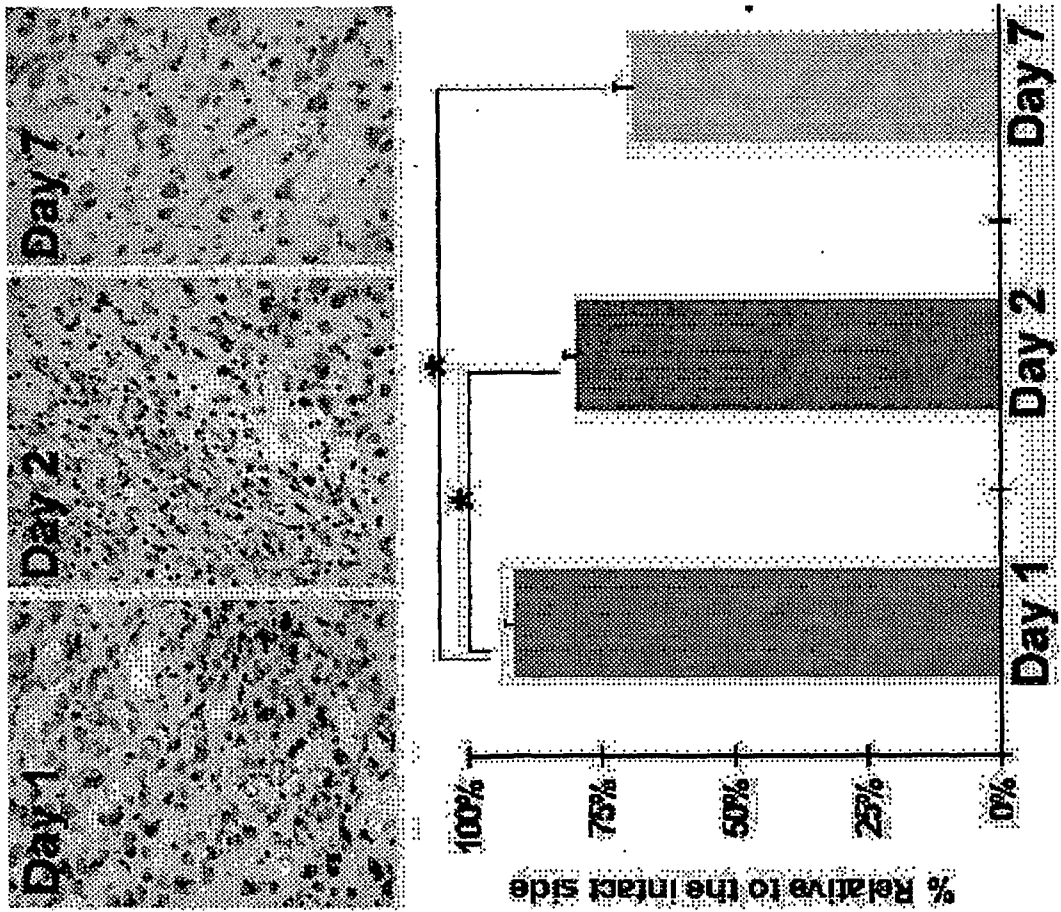 Day 1
Day 2
Day 7
% Relative to the intact side
100%
75%
50%
25%
0%
*
*
Day 1
Day 2
Day 7